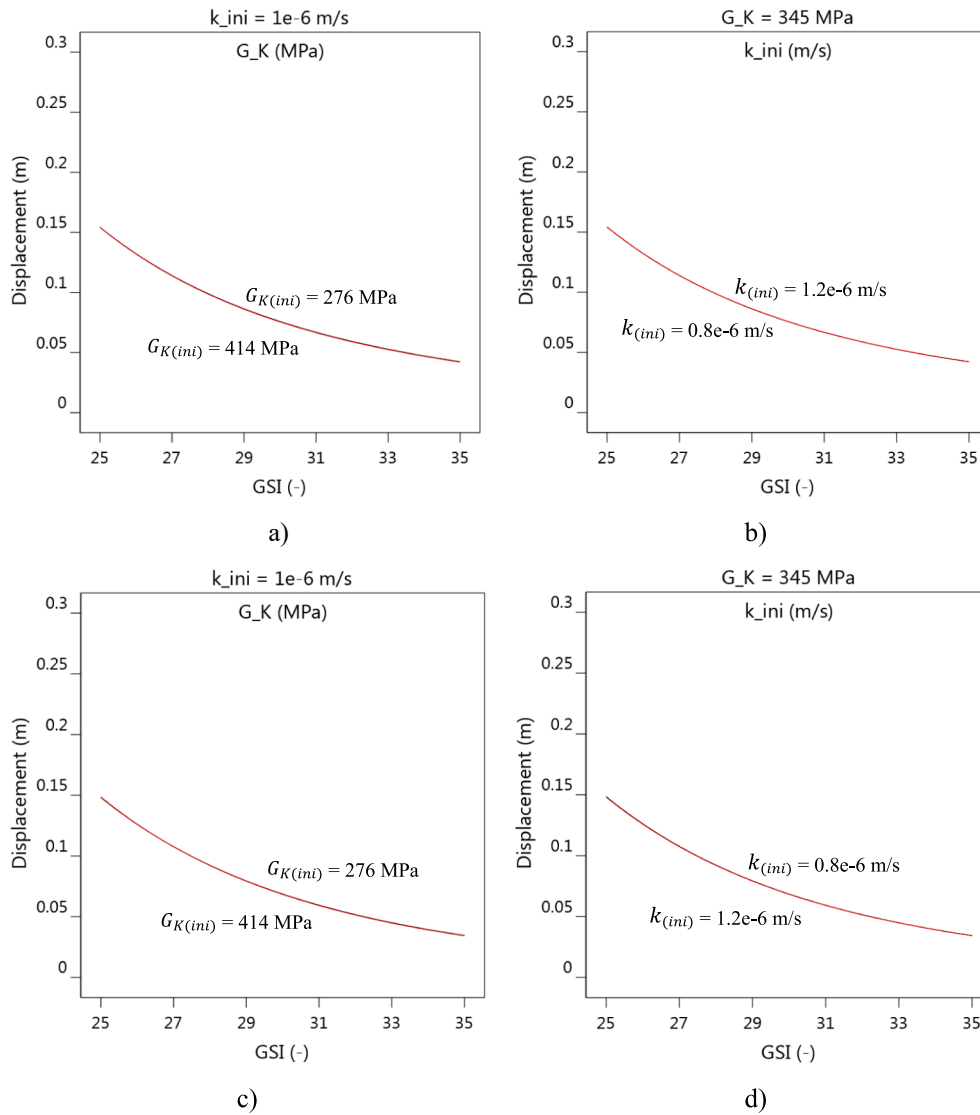 k_ini = 1e-6 m/s
G_K (MPa)
0.3
0.25
0.2
0.15
0.1
0.05
0
Displacement (m)
G_K(ini) = 276 MPa
G_K(ini) = 414 MPa
25 27 29 31 33 35
GSI (-)
a)
G_K = 345 MPa
k_ini (m/s)
0.3
0.25
0.2
0.15
0.1
0.05
0
Displacement (m)
k_(ini) = 1.2e-6 m/s
k_(ini) = 0.8e-6 m/s
25 27 29 31 33 35
GSI (-)
b)
k_ini = 1e-6 m/s
G_K (MPa)
0.3
0.25
0.2
0.15
0.1
0.05
0
Displacement (m)
G_K(ini) = 276 MPa
G_K(ini) = 414 MPa
25 27 29 31 33 35
GSI (-)
c)
G_K = 345 MPa
k_ini (m/s)
0.3
0.25
0.2
0.15
0.1
0.05
0
Displacement (m)
k_(ini) = 0.8e-6 m/s
k_(ini) = 1.2e-6 m/s
25 27 29 31 33 35
GSI (-)
d)